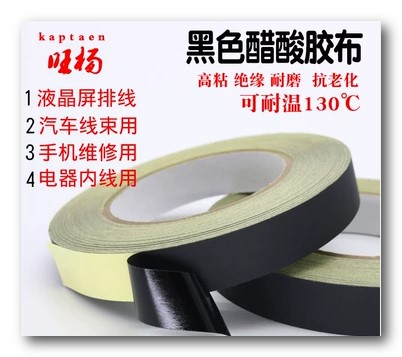 kaptaen
旺杨
黑色醋酸胶布
高粘 绝缘 耐磨 抗老化
可耐温130℃
1 液晶屏排线
2 汽车线束用
3 手机维修用
4 电器内线用